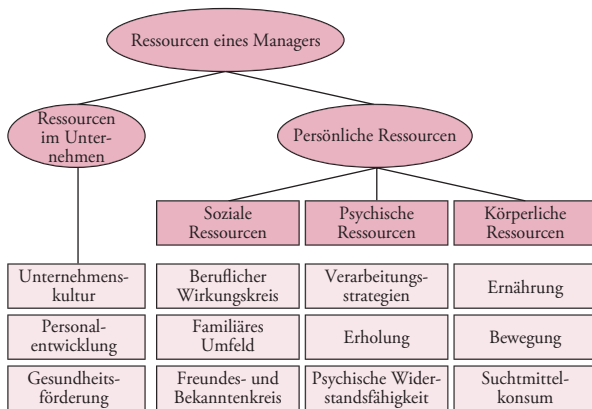 Ressourcen eines Managers
Ressourcen
im Unter-
nehmen
Persönliche Ressourcen
Soziale
Ressourcen
Psychische
Ressourcen
Körperliche
Ressourcen
Unternehmens-
kultur
Beruflicher
Wirkungskreis
Verarbeitungs-
strategien
Ernährung
Personal-
entwicklung
Familiäres
Umfeld
Erholung
Bewegung
Gesundheits-
förderung
Freundes- und
Bekanntenkreis
Psychische Wider-
standsfähigkeit
Suchtmittel-
konsum